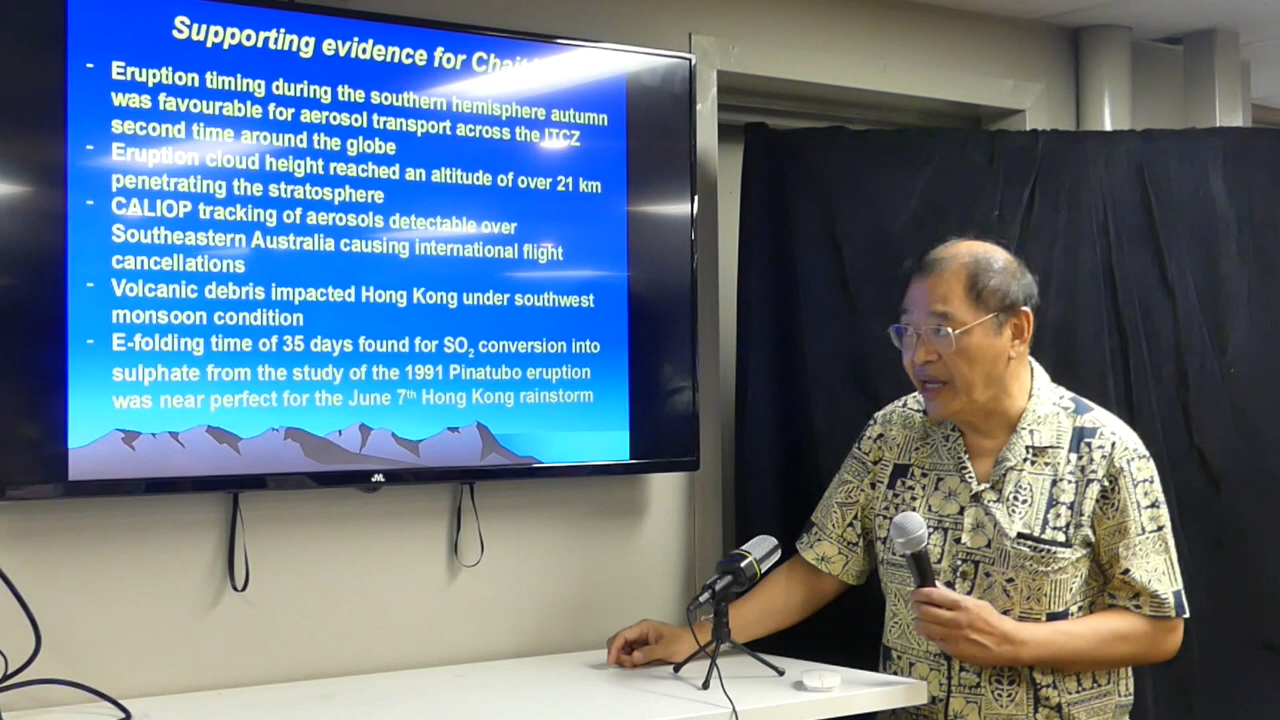 Supporting evidence for
- Eruption timing during the southern hemisphere autumn
was favourable for aerosol transport across the ITCZ
second time around the globe
- Eruption cloud height reached an altitude of over 21 km
penetrating the stratosphere
- CALIOP tracking of aerosols detectable over
Southeastern Australia causing international flight
cancellations
- Volcanic debris impacted Hong Kong under southwest
monsoon condition
- E-folding time of 35 days found for SO₂ conversion into
sulphate from the study of the 1991 Pinatubo eruption
was near perfect for the June 7th Hong Kong rainstorm
JVL